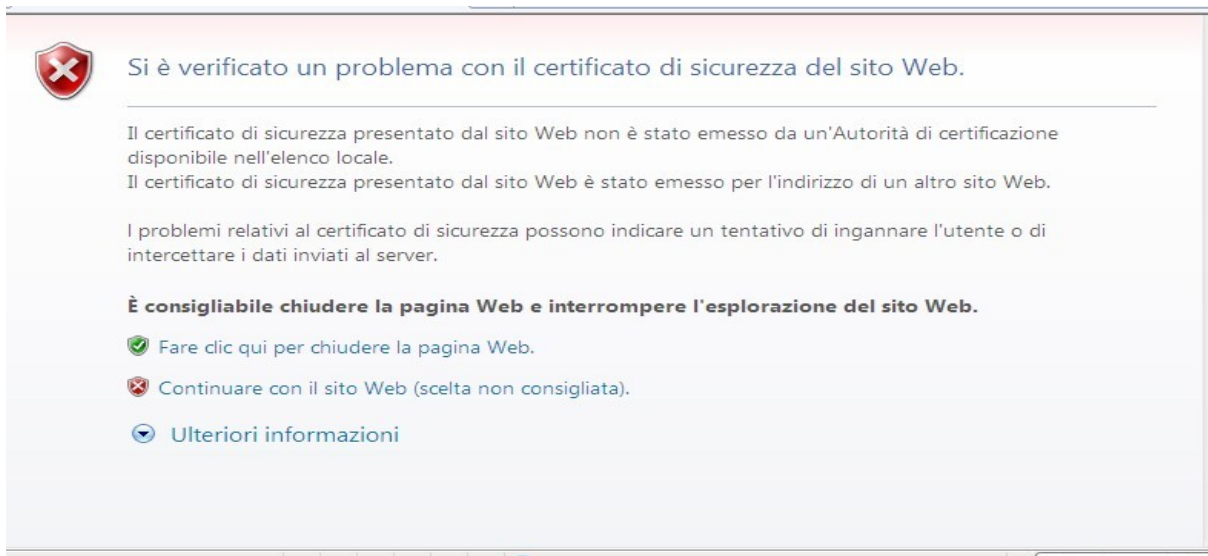 Si è verificato un problema con il certificato di sicurezza del sito Web.
Il certificato di sicurezza presentato dal sito Web non è stato emesso da un'Autorità di certificazione
disponibile nell'elenco locale.
Il certificato di sicurezza presentato dal sito Web è stato emesso per l'indirizzo di un altro sito Web.
I problemi relativi al certificato di sicurezza possono indicare un tentativo di ingannare l'utente o di
intercettare i dati inviati al server.
È consigliabile chiudere la pagina Web e interrompere l'esplorazione del sito Web.
Fare clic qui per chiudere la pagina Web.
Continuare con il sito Web (scelta non consigliata).
Ulteriori informazioni